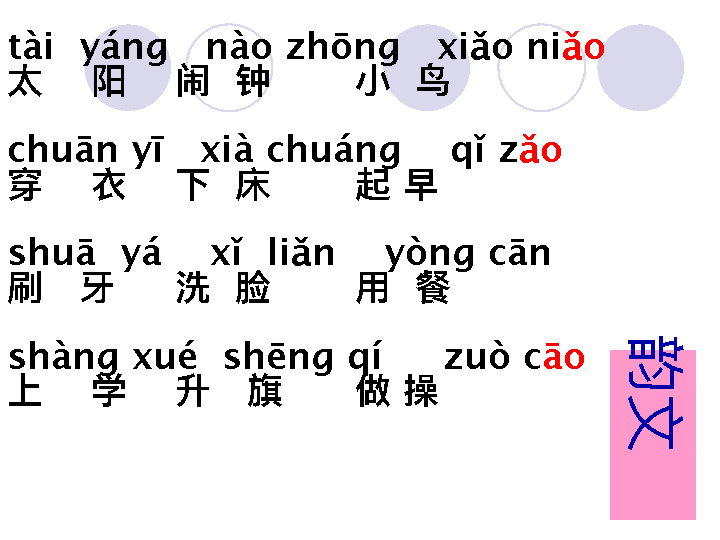 tài yáng nào zhōng xiǎo niǎo
太 阳 闹 钟 小 鸟
chuān yī xià chuáng qǐ zǎo
穿 衣 下 床 起 早
shuā yá xǐ liǎn yòng cān
刷 牙 洗 脸 用 餐
shàng xué shēng qí zuò cāo
上 学 升 旗 做 操
韵文